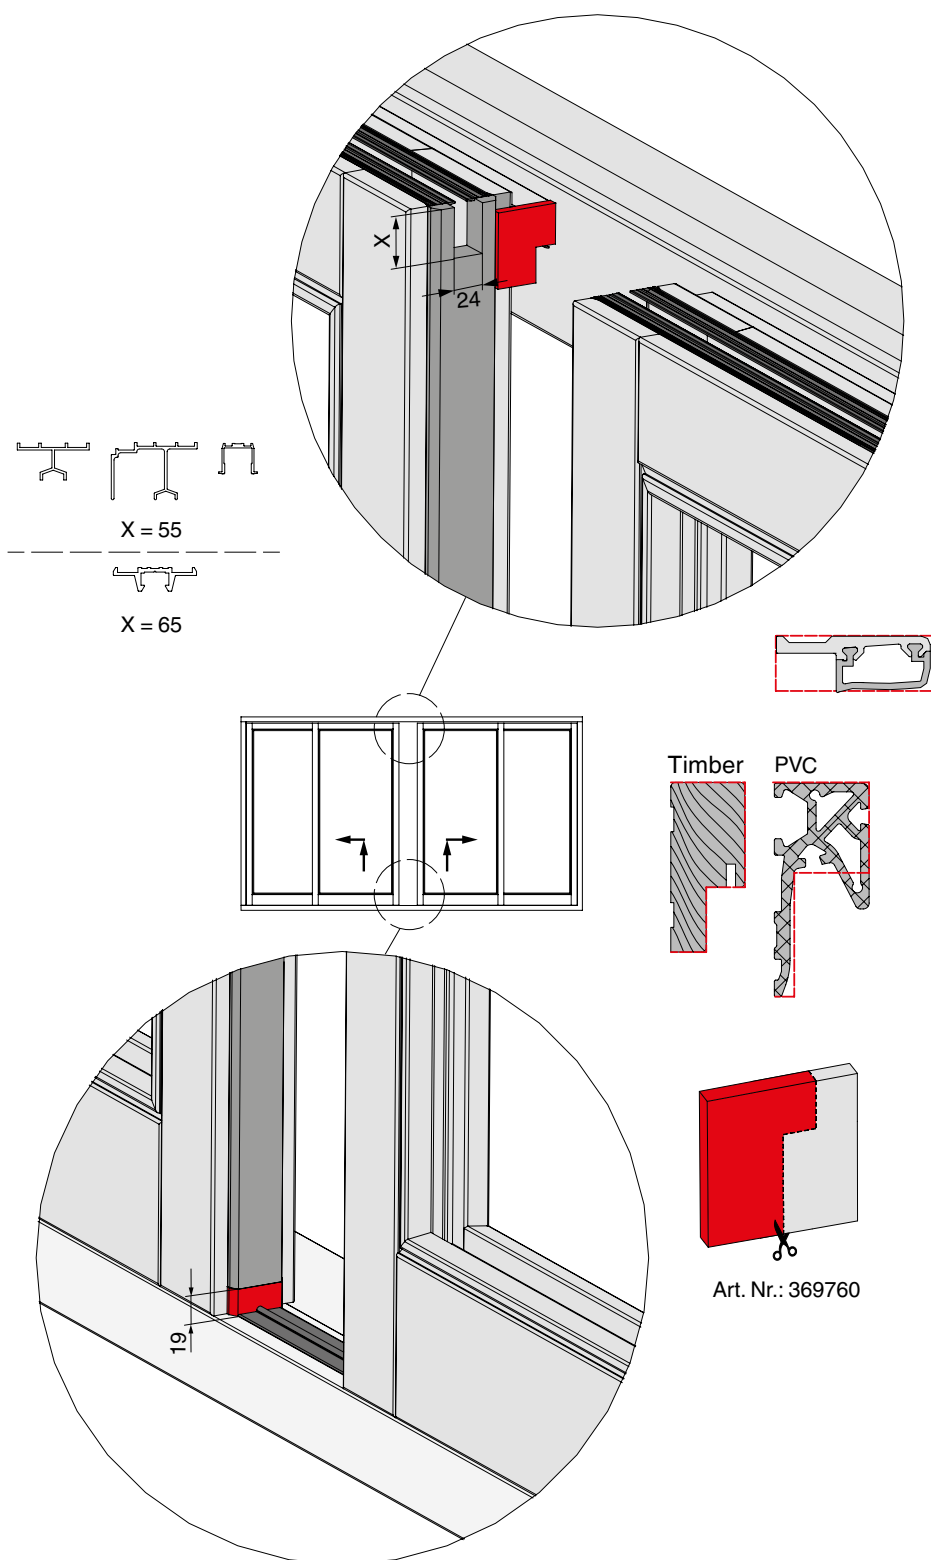 X
24
X = 55
X = 65
Timber
PVC
19
Art. Nr.: 369760